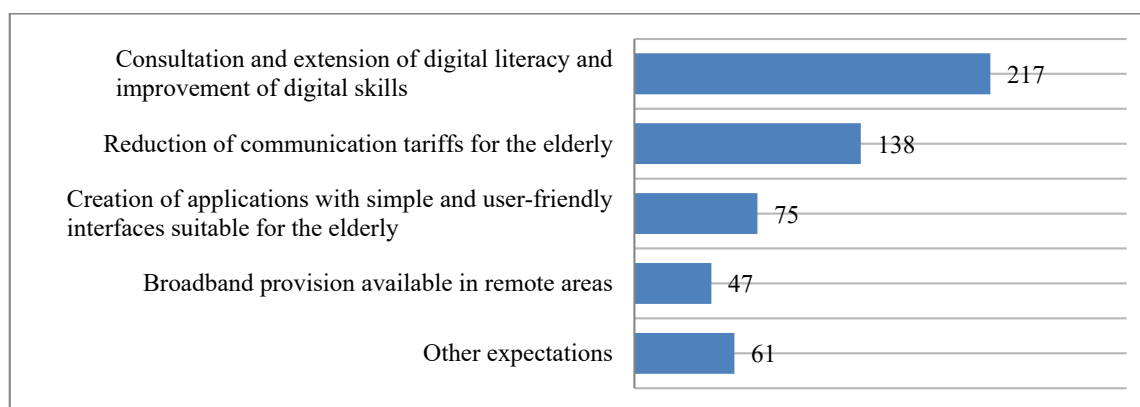 Consultation and extension of digital literacy and
improvement of digital skills
217
Reduction of communication tariffs for the elderly
138
Creation of applications with simple and user-friendly
interfaces suitable for the elderly
75
Broadband provision available in remote areas
47
Other expectations
61